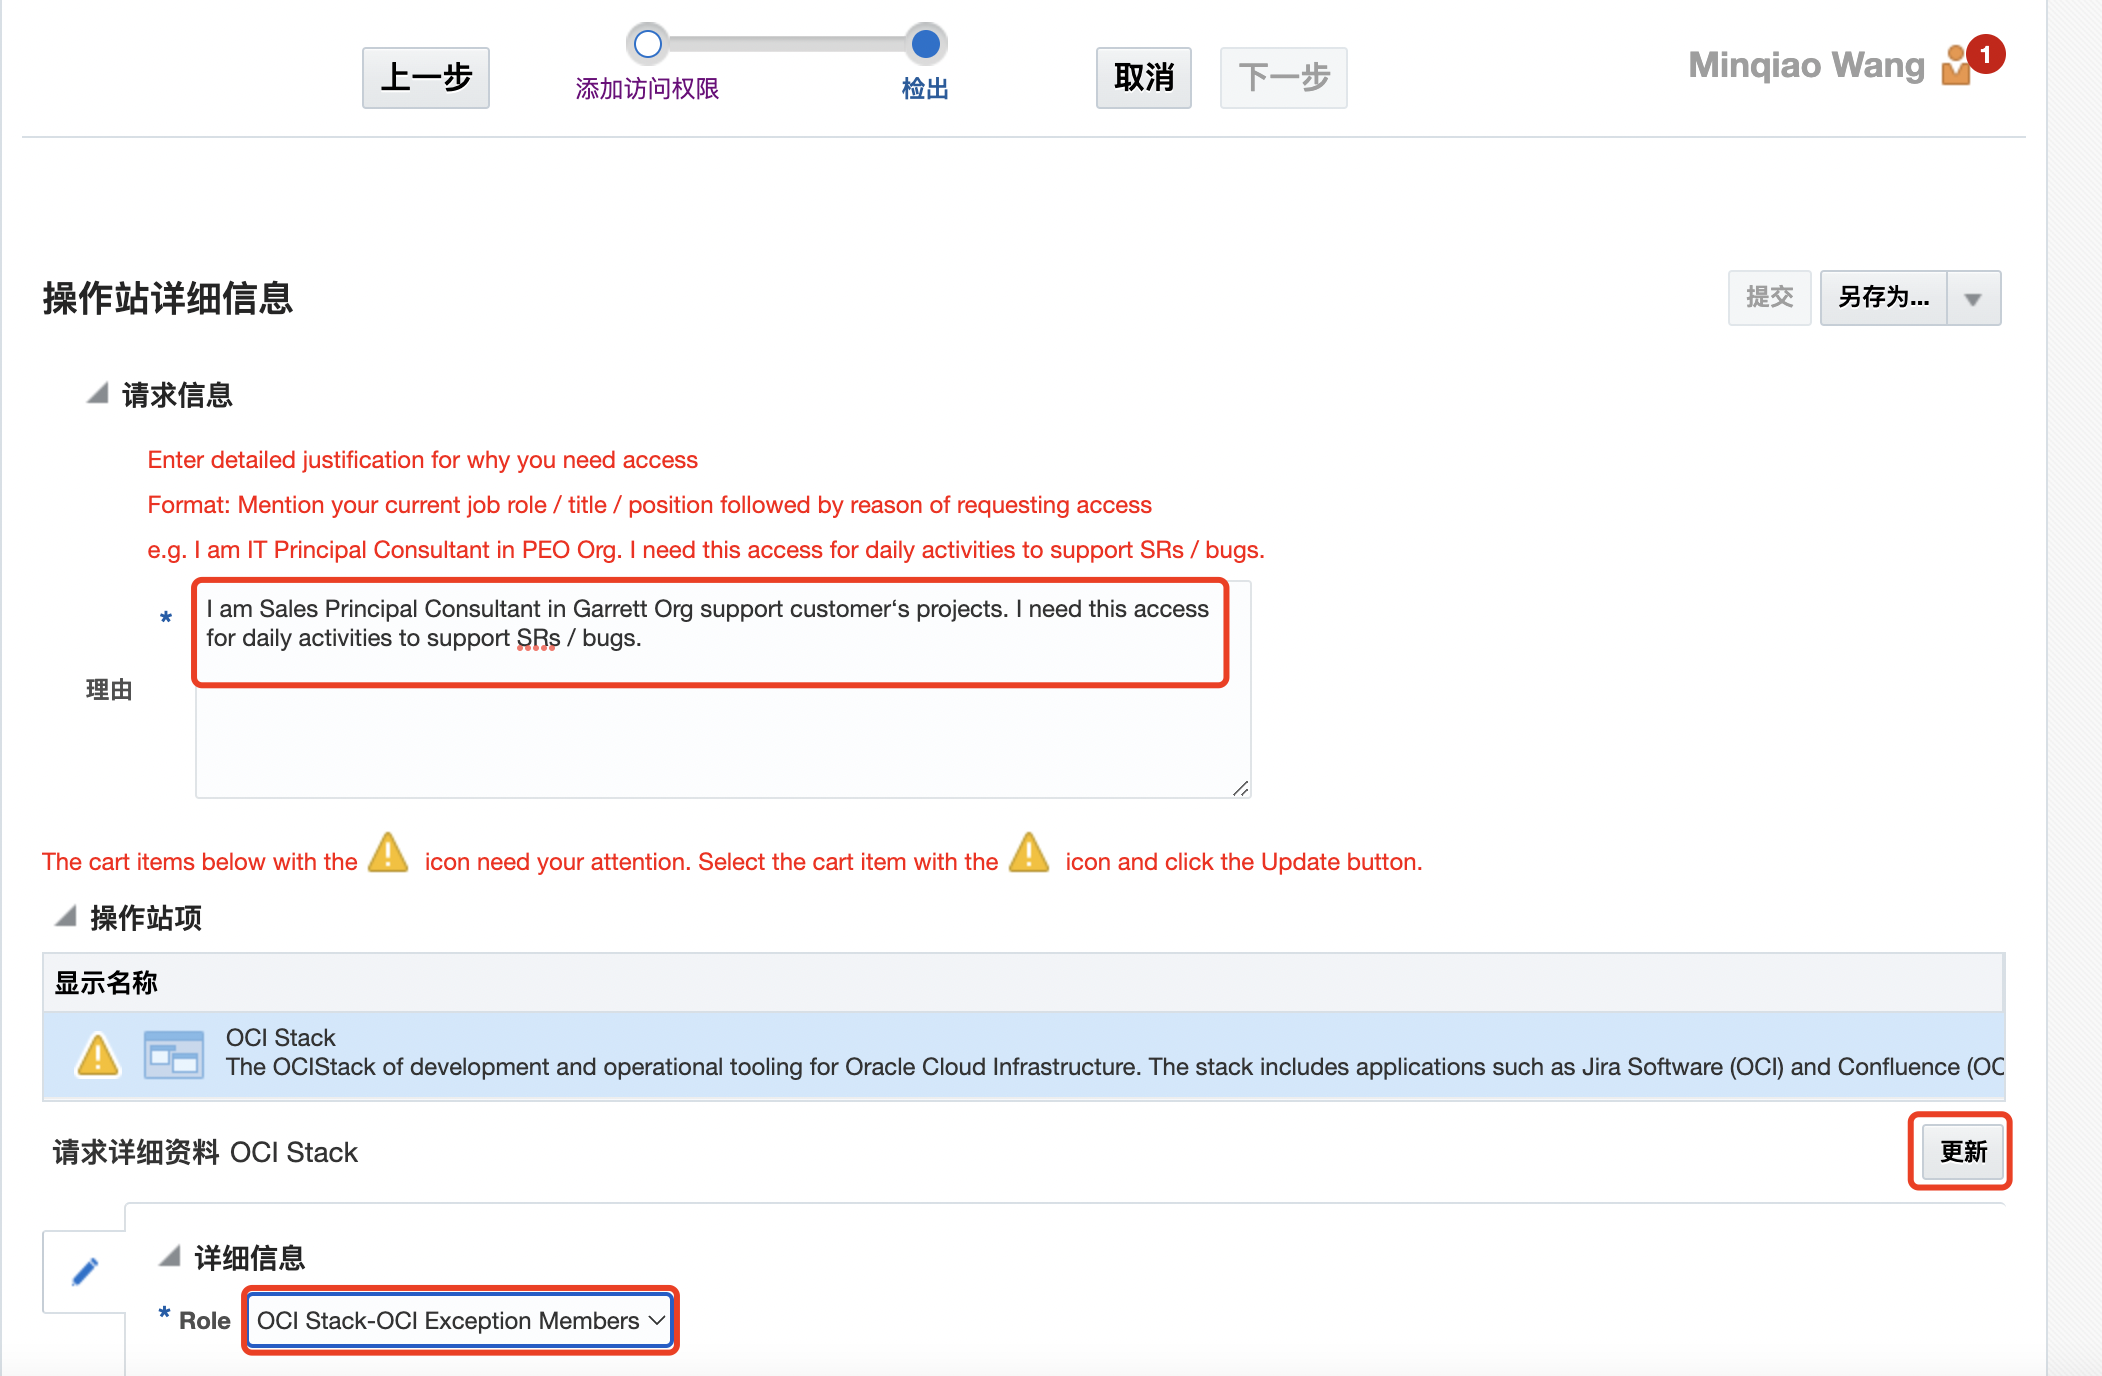 上一步
添加访问权限
检出
取消
下一步
Minqiao Wang
1
操作站详细信息
提交
另存为...
请求信息
Enter detailed justification for why you need access
Format: Mention your current job role / title / position followed by reason of requesting access
e.g. I am IT Principal Consultant in PEO Org. I need this access for daily activities to support SRs / bugs.
*
理由
I am Sales Principal Consultant in Garrett Org support customer‘s projects. I need this access
for daily activities to support SRs / bugs.
The cart items below with the icon need your attention. Select the cart item with the icon and click the Update button.
操作站项
显示名称
OCI Stack
The OCIStack of development and operational tooling for Oracle Cloud Infrastructure. The stack includes applications such as Jira Software (OCI) and Confluence (OC
请求详细资料 OCI Stack
更新
详细信息
* Role OCI Stack-OCI Exception Members